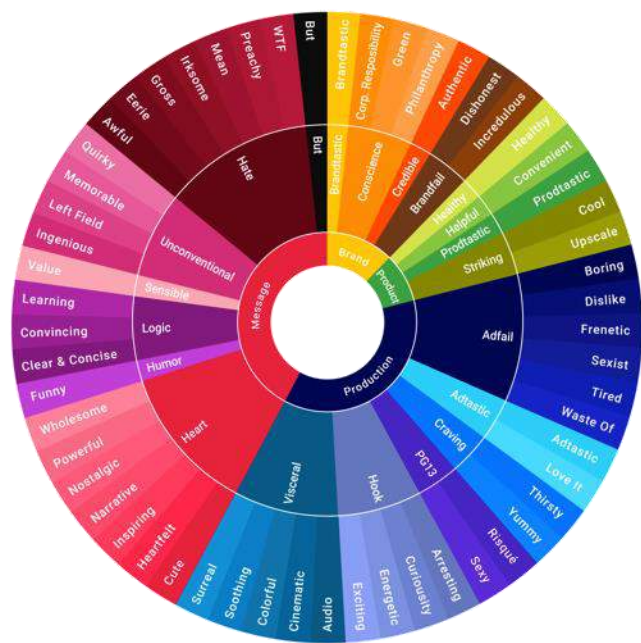 Brand
Product
Production
Message
Brandtastic
Conscience
Credible
Brandfail
Healthy
Helpful
Prodtastic
Striking
Adfail
Adtastic
Craving
PG13
Hook
Visceral
Heart
Humor
Logic
Sensible
Unconventional
Hate
But
Brandtastic
Corp. Resposibility
Green
Philanthropy
Authentic
Dishonest
Incredulous
Healthy
Convenient
Prodtastic
Cool
Upscale
Boring
Dislike
Frenetic
Sexist
Tired
Waste Of
Adtastic
Love It
Thirsty
Yummy
Risqué
Sexy
Arresting
Curiousity
Energetic
Exciting
Audio
Cinematic
Colorful
Soothing
Surreal
Cute
Heartfelt
Inspiring
Narrative
Nostalgic
Powerful
Wholesome
Funny
Clear & Concise
Convincing
Learning
Value
Ingenious
Left Field
Memorable
Quirky
Awful
Eerie
Gross
Irksome
Mean
Preachy
WTF
But